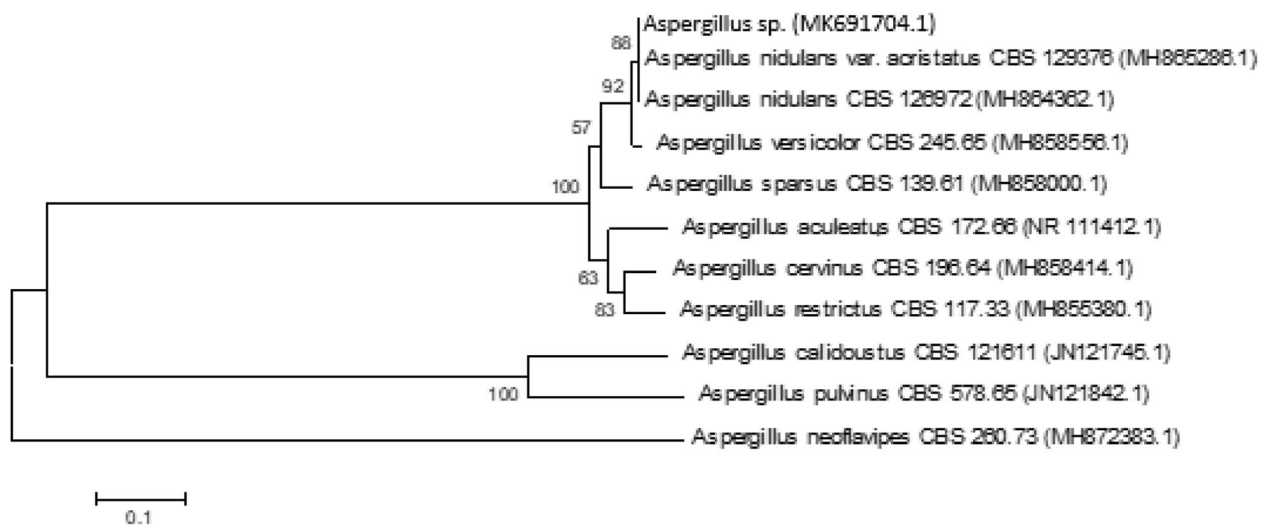 Aspergillus sp. (MK691704.1)
88
Aspergillus nidulans var. acristatus CBS 129376 (MH865286.1)
92
Aspergillus nidulans CBS 126972 (MH864362.1)
57
Aspergillus versicolor CBS 245.65 (MH858556.1)
100
Aspergillus sparsus CBS 139.61 (MH858000.1)
Aspergillus aculeatus CBS 172.66 (NR 111412.1)
63
Aspergillus cervinus CBS 196.64 (MH858414.1)
83
Aspergillus restrictus CBS 117.33 (MH855380.1)
Aspergillus calidoustus CBS 121611 (JN121745.1)
100
Aspergillus pulvinus CBS 578.65 (JN121842.1)
Aspergillus neoflavipes CBS 260.73 (MH872383.1)
0.1